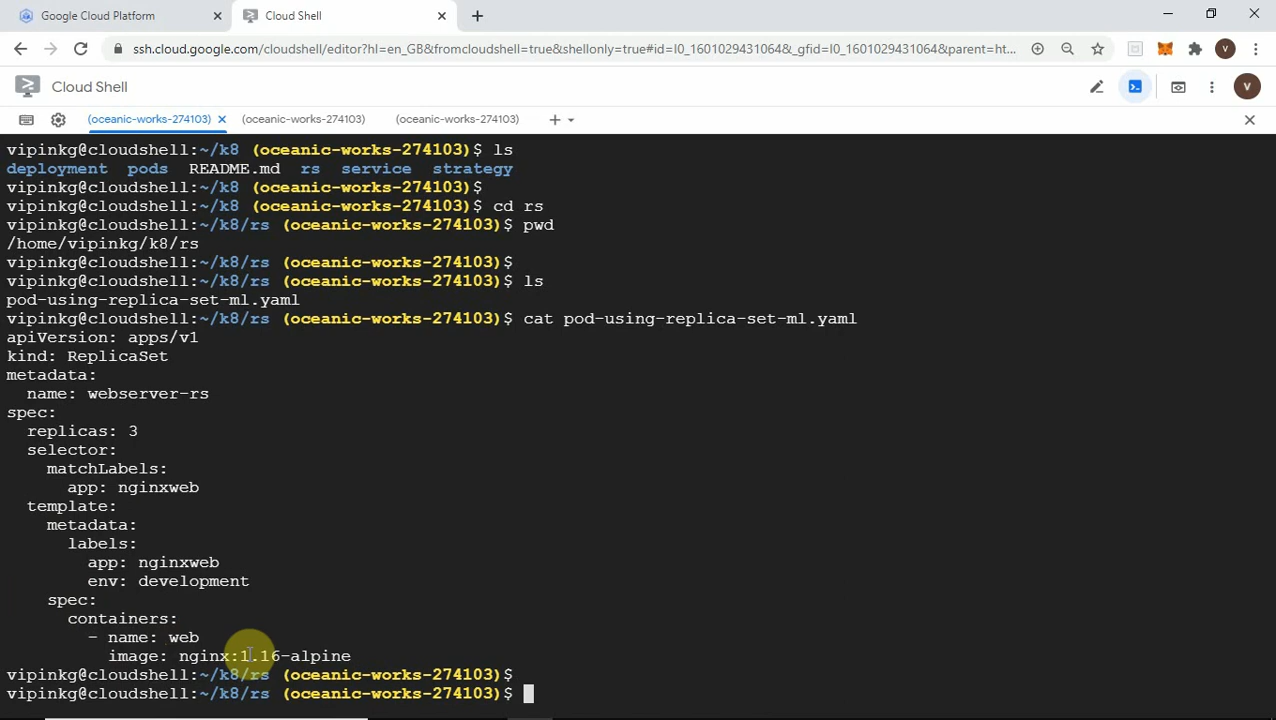 Google Cloud Platform
Cloud Shell
ssh.cloud.google.com/cloudshell/editor?hl=en_GB&fromcloudshell=true&shellonly=true#id=I0_1601029431064&_gfid=I0_1601029431064&parent=ht...
V
Cloud Shell
V
(oceanic-works-274103)
(oceanic-works-274103)
(oceanic-works-274103)
vipinkg@cloudshell:~/k8 (oceanic-works-274103)$ ls
deployment  pods  README.md  rs  service  strategy
vipinkg@cloudshell:~/k8 (oceanic-works-274103)$
vipinkg@cloudshell:~/k8 (oceanic-works-274103)$ cd rs
vipinkg@cloudshell:~/k8/rs (oceanic-works-274103)$ pwd
/home/vipinkg/k8/rs
vipinkg@cloudshell:~/k8/rs (oceanic-works-274103)$
vipinkg@cloudshell:~/k8/rs (oceanic-works-274103)$ ls
pod-using-replica-set-ml.yaml
vipinkg@cloudshell:~/k8/rs (oceanic-works-274103)$ cat pod-using-replica-set-ml.yaml
apiVersion: apps/v1
kind: ReplicaSet
metadata:
  name: webserver-rs
spec:
  replicas: 3
  selector:
    matchLabels:
      app: nginxweb
  template:
    metadata:
      labels:
        app: nginxweb
        env: development
    spec:
      containers:
        - name: web
          image: nginx:1.16-alpine
vipinkg@cloudshell:~/k8/rs (oceanic-works-274103)$
vipinkg@cloudshell:~/k8/rs (oceanic-works-274103)$